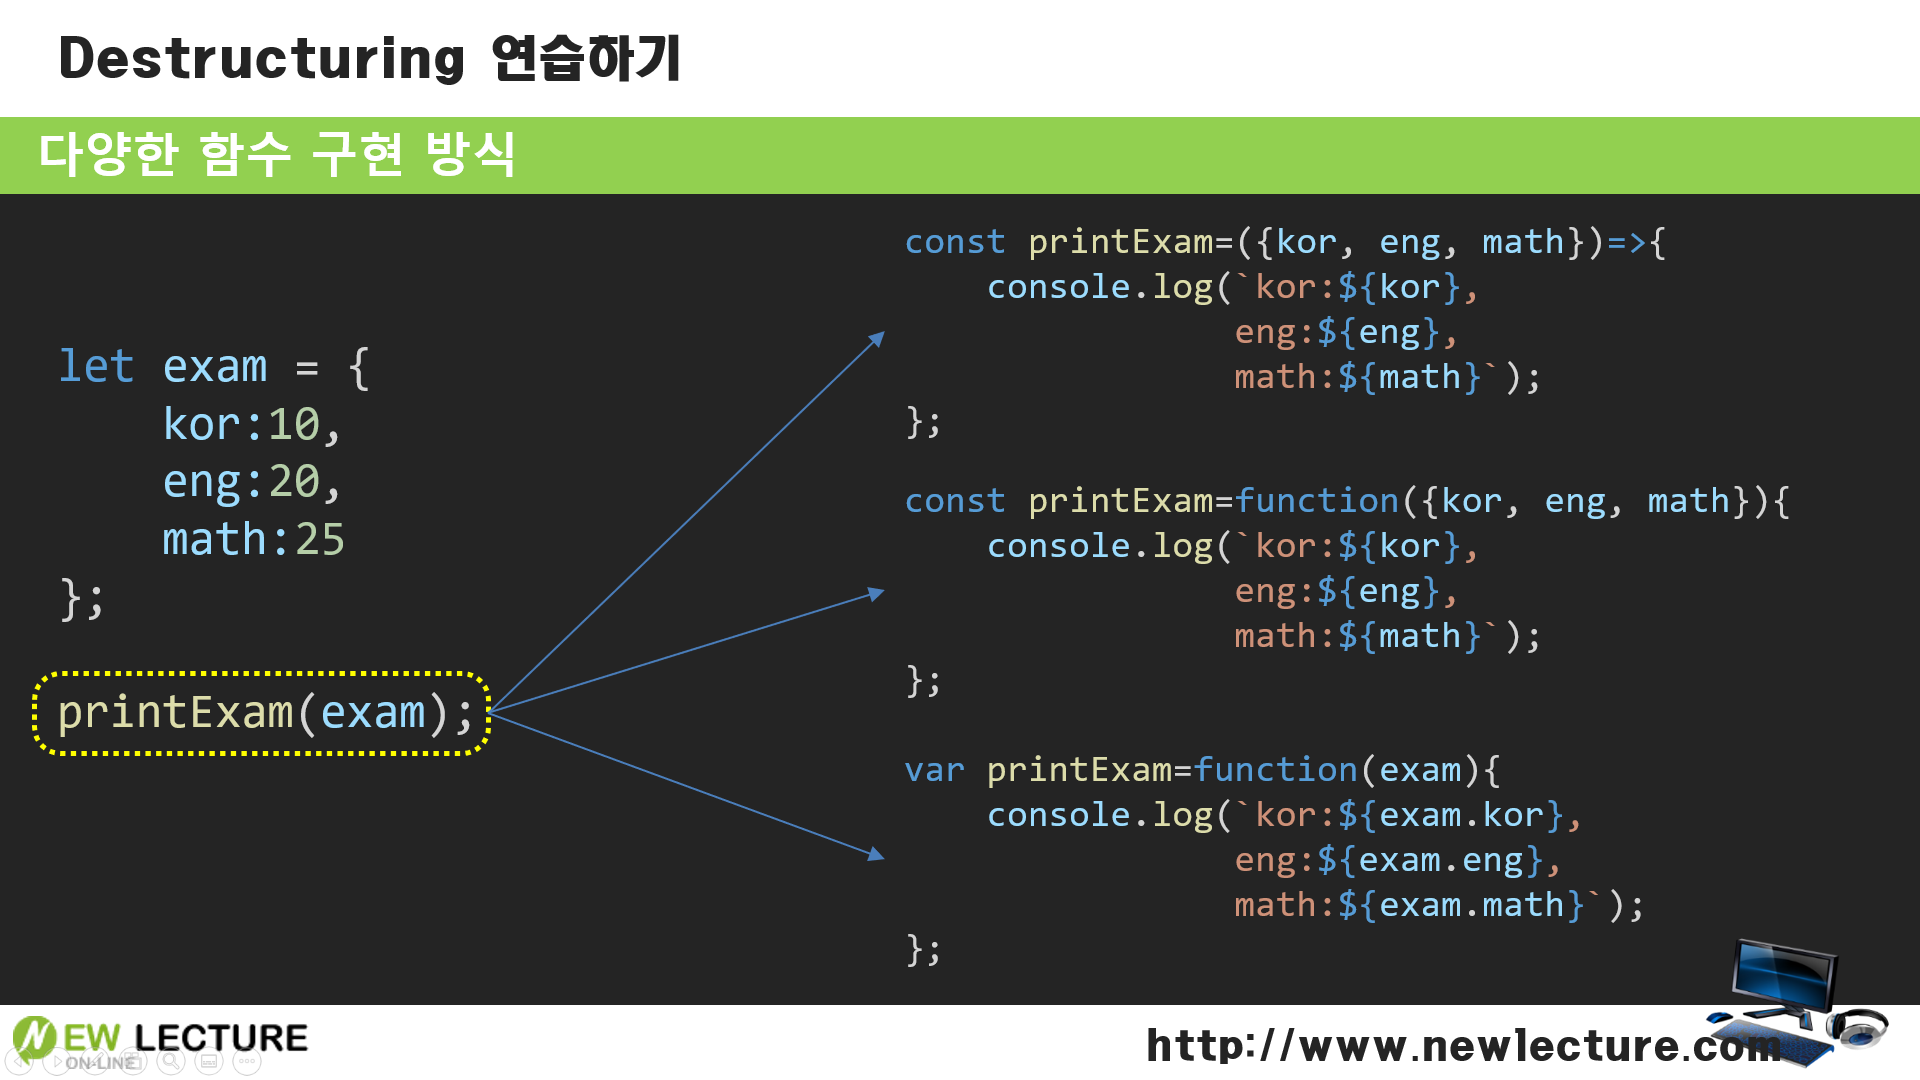 Destructuring 연습하기
다양한 함수 구현 방식
let exam = {
    kor:10,
    eng:20,
    math:25
};
printExam(exam);
const printExam=({kor, eng, math})=>{
    console.log(`kor:${kor},
                eng:${eng},
                math:${math}`);
};
const printExam=function({kor, eng, math}){
    console.log(`kor:${kor},
                eng:${eng},
                math:${math}`);
};
var printExam=function(exam){
    console.log(`kor:${exam.kor},
                eng:${exam.eng},
                math:${exam.math}`);
};
NEW LECTURE
ON-LINE
http://www.newlecture.com